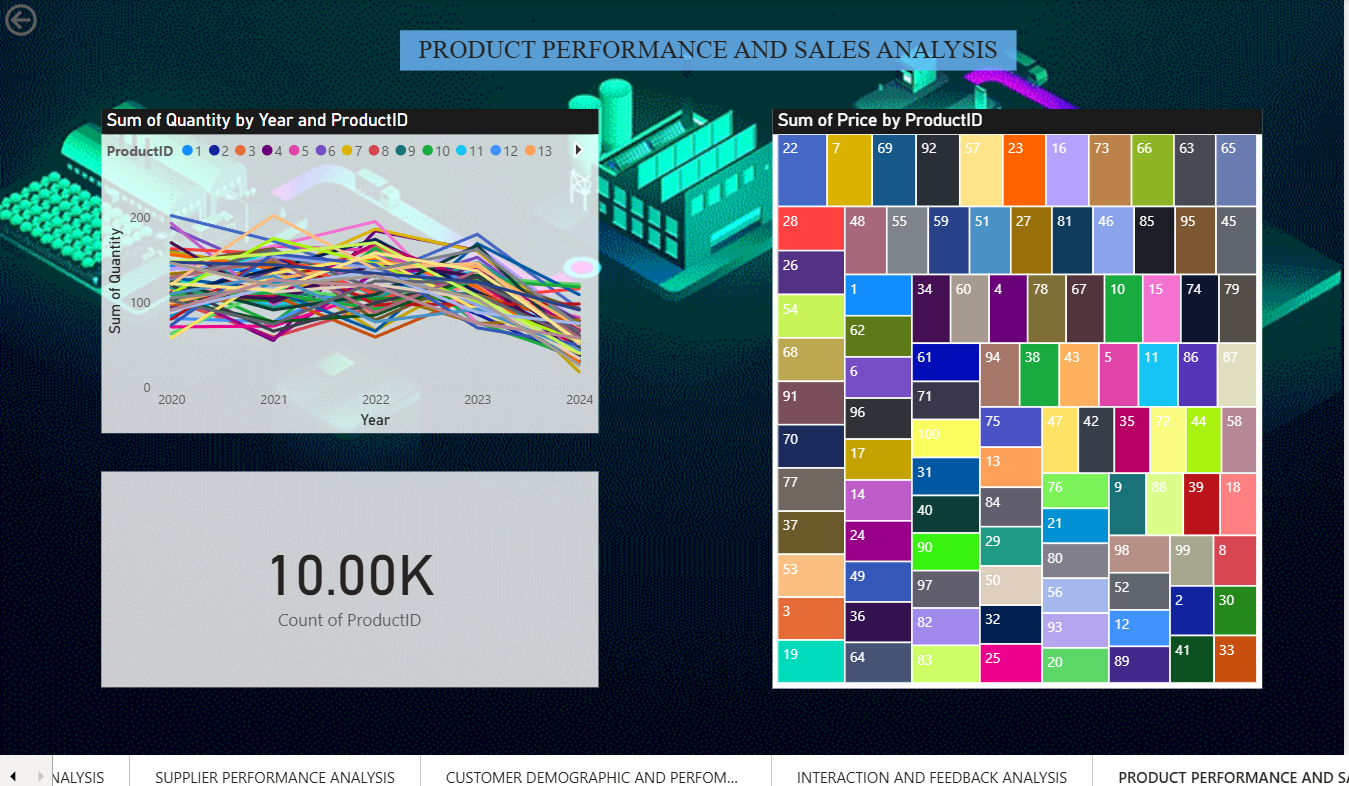 PRODUCT PERFORMANCE AND SALES ANALYSIS
Sum of Quantity by Year and ProductID
ProductID 1 2 3 4 5 6 7 8 9 10 11 12 13
200
100
0
Sum of Quantity
2020 2021 2022 2023 2024
Year
10.00K
Count of ProductID
Sum of Price by ProductID
22 7 69 92 57 23 16 73 66 63 65
28 48 55 59 51 27 81 46 85 95 45
26
1 34 60 4 78 67 10 15 74 79
54
62
68 61 94 38 43 5 11 86 87
6
91 71
96 75 47 42 35 72 44 58
70 100
17 13
77 31 76 9 88 39 18
14 84
37 40 21
24 29 98 99 8
53 90 80
49 50 52
3 97 56 2 30
36 32 12
19 82 93 41 33
64 83 25 20 89
NALYSIS
SUPPLIER PERFORMANCE ANALYSIS
CUSTOMER DEMOGRAPHIC AND PERFOM...
INTERACTION AND FEEDBACK ANALYSIS
PRODUCT PERFORMANCE AND SA